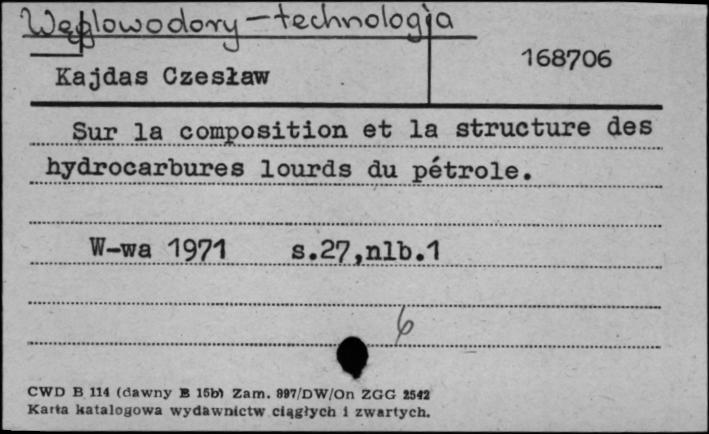 Węglowodory – technologia
168706
Kajdas Czesław
Sur la composition et la structure des
hydrocarbures lourds du pétrole.
W-wa 1971 s.27,nlb.1
6
CWD B 114 (dawny B 15b) Zam. 997/DW/On ZGG 2542
Karta katalogowa wydawnictw ciągłych i zwartych.